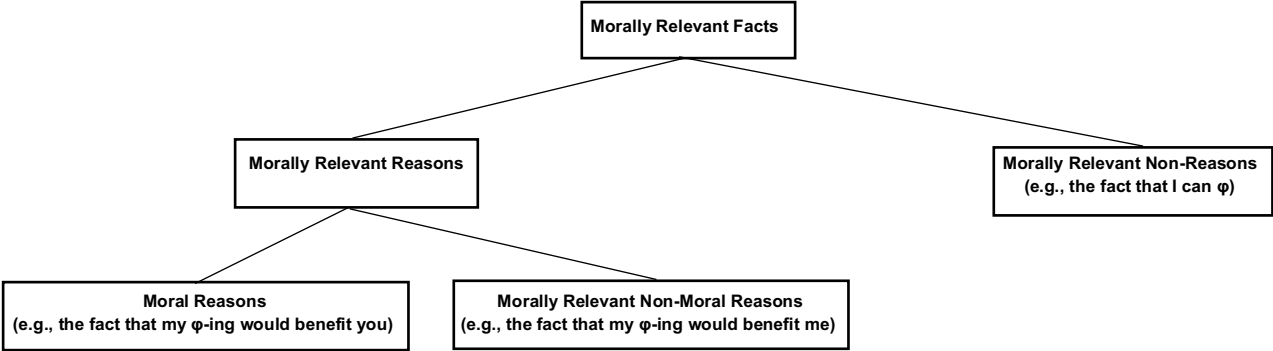 Morally Relevant Facts
Morally Relevant Reasons
Morally Relevant Non-Reasons
(e.g., the fact that I can φ)
Moral Reasons
(e.g., the fact that my φ-ing would benefit you)
Morally Relevant Non-Moral Reasons
(e.g., the fact that my φ-ing would benefit me)